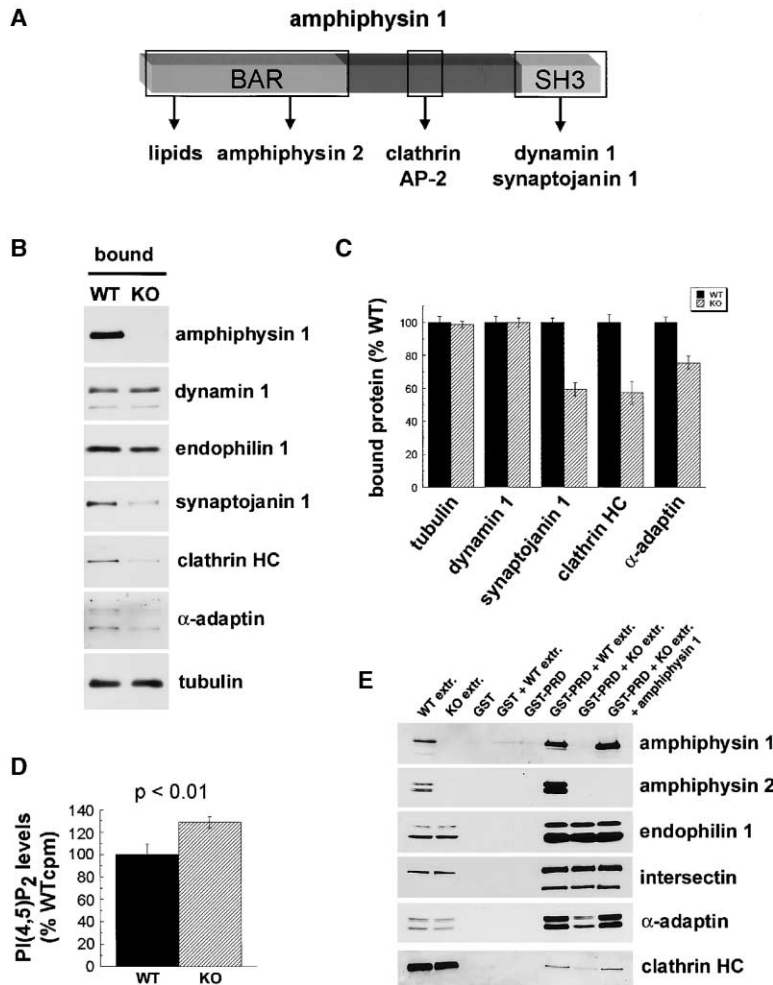 A
amphiphysin 1
BAR
SH3
lipids
amphiphysin 2
clathrin
AP-2
dynamin 1
synaptojanin 1
B
bound
WT KO
amphiphysin 1
dynamin 1
endophilin 1
synaptojanin 1
clathrin HC
α-adaptin
tubulin
C
bound protein (% WT)
100
80
60
40
20
0
WT
KO
tubulin
dynamin 1
synaptojanin 1
clathrin HC
α-adaptin
D
p < 0.01
PI(4,5)P2 levels
(% WTcpm)
140
120
100
80
60
40
20
0
WT
KO
E
WT extr.
KO extr.
GST
GST + WT extr.
GST-PRD
GST-PRD + WT extr.
GST-PRD + KO extr.
GST-PRD + KO extr.
+ amphiphysin 1
amphiphysin 1
amphiphysin 2
endophilin 1
intersectin
α-adaptin
clathrin HC